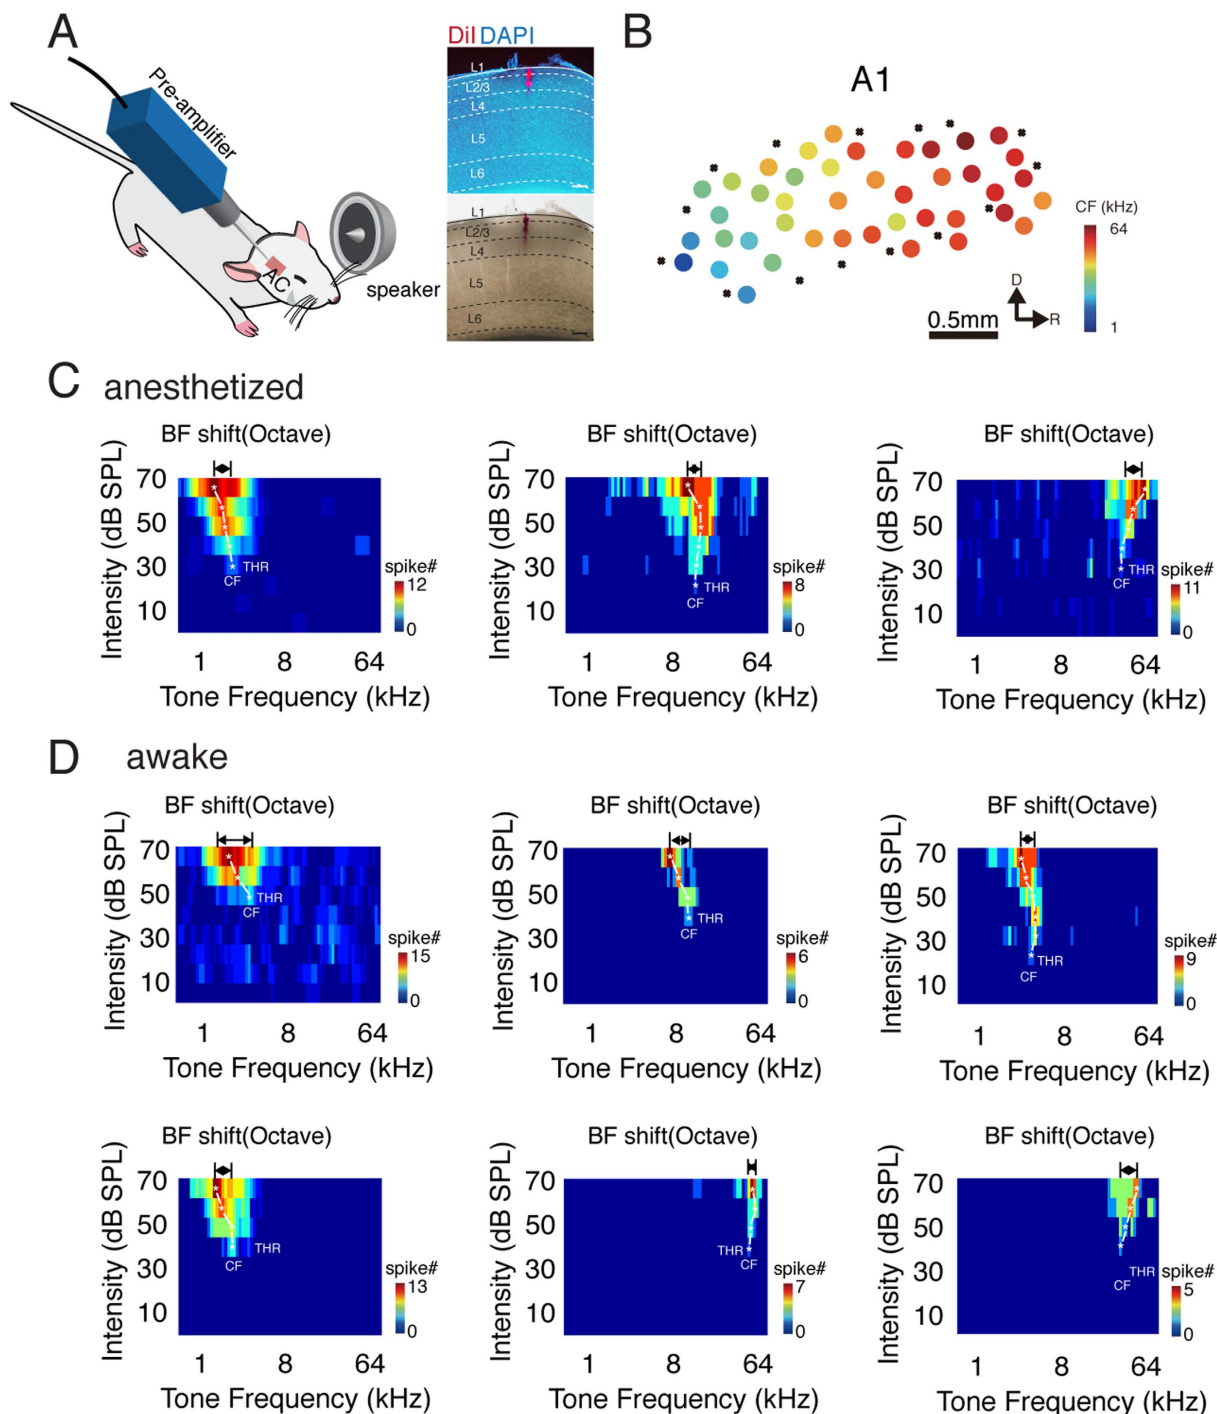 A
Pre-amplifier
AC
speaker
DiI DAPI
L1
L2/3
L4
L5
L6
L1
L2/3
L4
L5
L6
B
A1
CF (kHz)
64
1
D
R
0.5mm
C anesthetized
BF shift(Octave)
Intensity (dB SPL)
70
50
30
10
THR
CF
spike#
12
0
1 8 64
Tone Frequency (kHz)
BF shift(Octave)
Intensity (dB SPL)
70
50
30
10
THR
CF
spike#
8
0
1 8 64
Tone Frequency (kHz)
BF shift(Octave)
Intensity (dB SPL)
70
50
30
10
THR
CF
spike#
11
0
1 8 64
Tone Frequency (kHz)
D awake
BF shift(Octave)
Intensity (dB SPL)
70
50
30
10
THR
CF
spike#
15
0
1 8 64
Tone Frequency (kHz)
BF shift(Octave)
Intensity (dB SPL)
70
50
30
10
THR
CF
spike#
6
0
1 8 64
Tone Frequency (kHz)
BF shift(Octave)
Intensity (dB SPL)
70
50
30
10
THR
CF
spike#
9
0
1 8 64
Tone Frequency (kHz)
BF shift(Octave)
Intensity (dB SPL)
70
50
30
10
THR
CF
spike#
13
0
1 8 64
Tone Frequency (kHz)
BF shift(Octave)
Intensity (dB SPL)
70
50
30
10
THR
CF
spike#
7
0
1 8 64
Tone Frequency (kHz)
BF shift(Octave)
Intensity (dB SPL)
70
50
30
10
THR
CF
spike#
5
0
1 8 64
Tone Frequency (kHz)